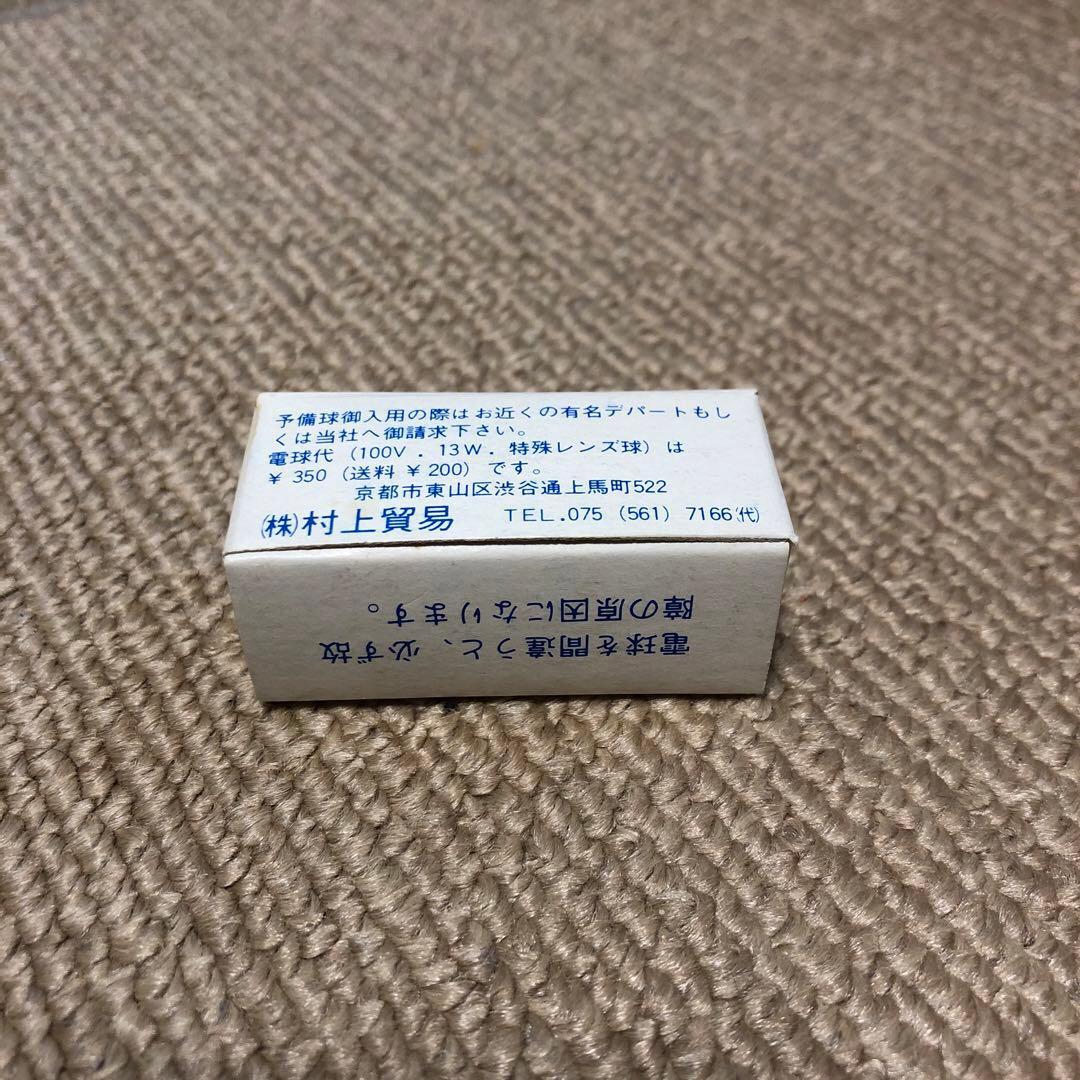 予備球御入用の際はお近くの有名デパートもし
くは当社へ御請求下さい。
電球代（100V．13W．特殊レンズ球）は
￥350（送料￥200）です。
京都市東山区渋谷通上馬町522
㈱村上貿易 TEL.075（561）7166㈹
電球を間違うと、必ず故
障の原因になります。